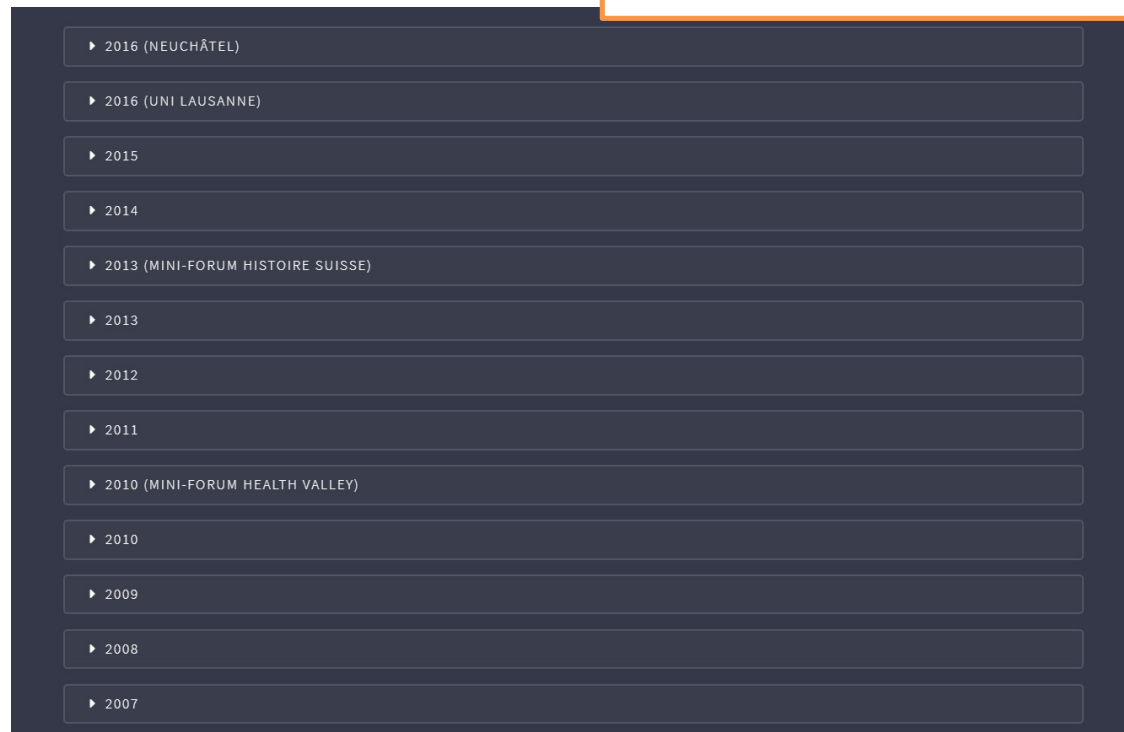 2016 (NEUCHÂTEL)
2016 (UNI LAUSANNE)
2015
2014
2013 (MINI-FORUM HISTOIRE SUISSE)
2013
2012
2011
2010 (MINI-FORUM HEALTH VALLEY)
2010
2009
2008
2007